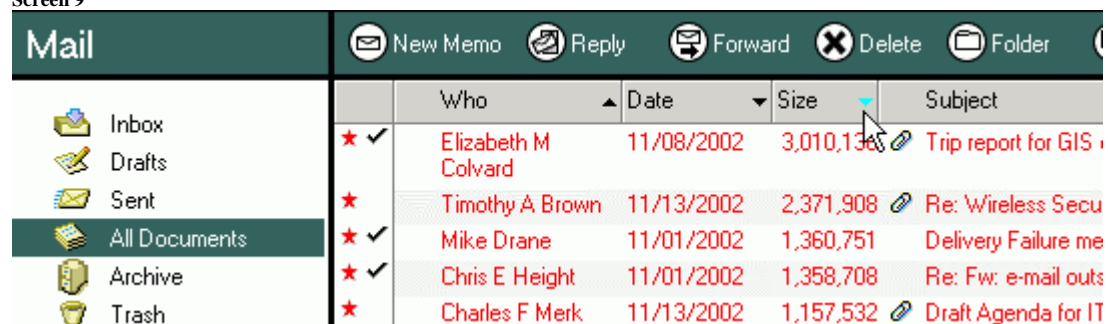 Screen 9
Mail New Memo Reply Forward Delete Folder
Who Date Size Subject
Inbox
Drafts
Sent
All Documents
Archive
Trash
Elizabeth M 11/08/2002 Trip report for GIS
Colvard
Timothy A Brown 11/13/2002 2,371,908 Re: Wireless Secu
Mike Drane 11/01/2002 1,360,751 Delivery Failure me
Chris E Height 11/01/2002 1,358,708 Re: Fw: e-mail outs
Charles F Merk 11/13/2002 1,157,532 Draft Agenda for IT